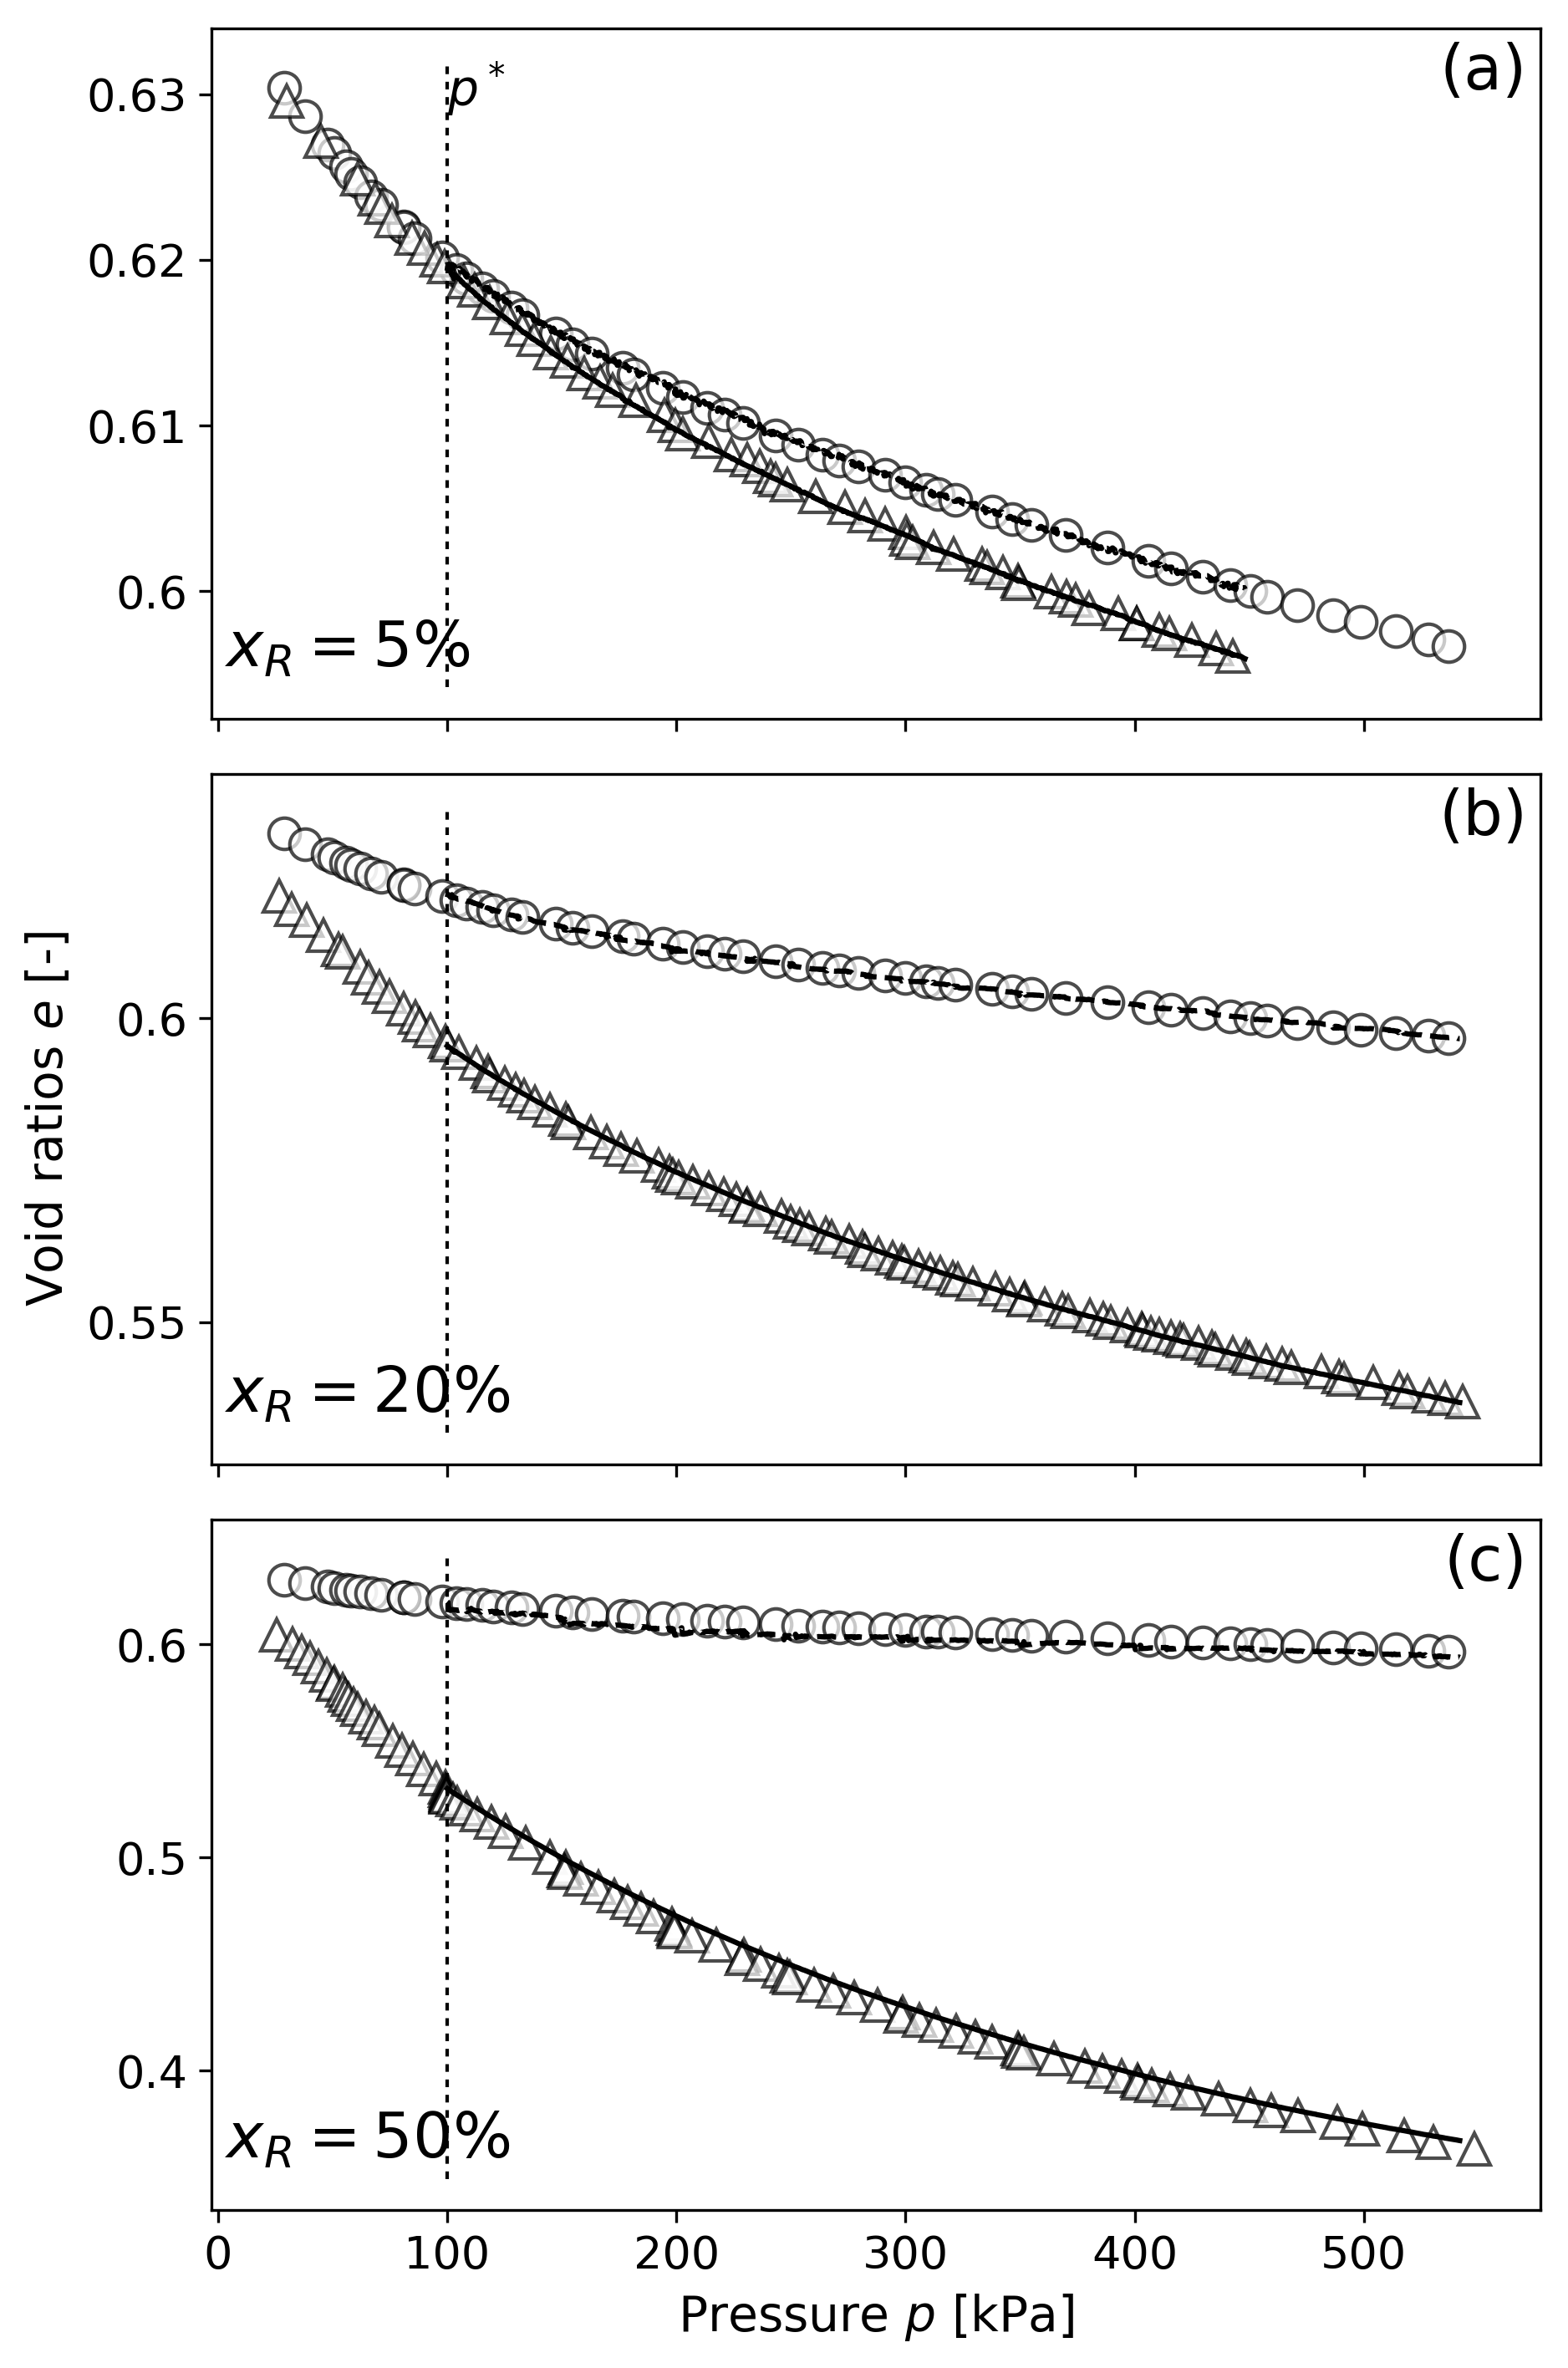 (a)
p*
0.63
0.62
0.61
0.6
x_R = 5%
(b)
0.6
0.55
x_R = 20%
Void ratios e [-]
(c)
0.6
0.5
0.4
x_R = 50%
0 100 200 300 400 500
Pressure p [kPa]